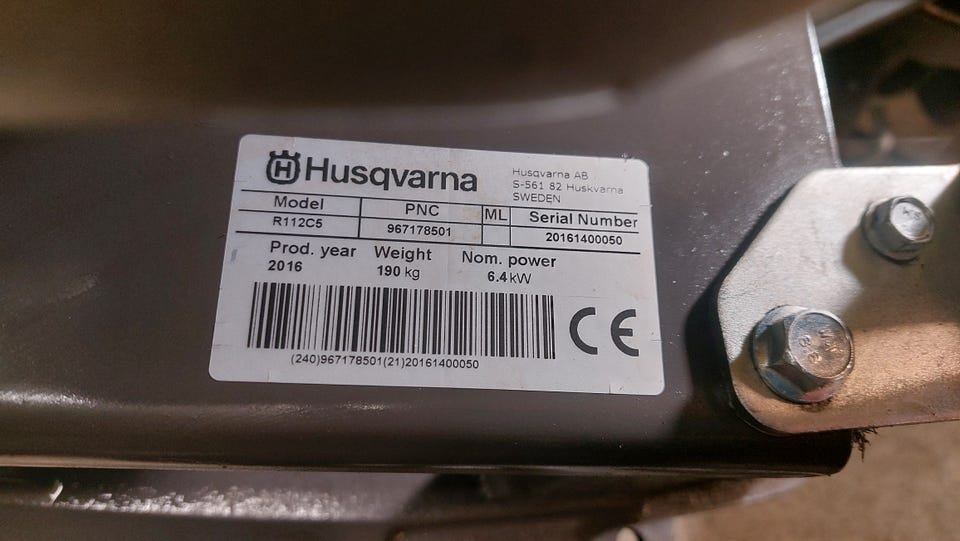 Husqvarna
Husqvarna AB
S-561 82 Huskvarna
SWEDEN
Model PNC ML Serial Number
R112C5 967178501 20161400050
Prod. year Weight Nom. power
2016 190 kg 6.4 kW
CE
(240)967178501(21)20161400050